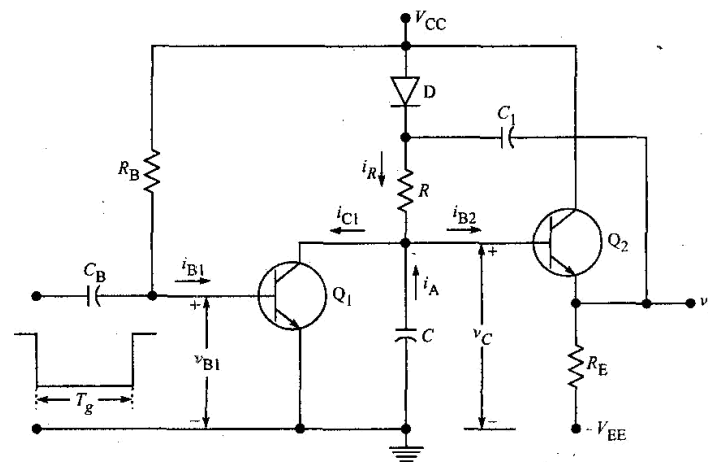 V_CC
D
C_1
R_B
i_R
R
i_C1
i_B2
Q_2
C_B
i_B1
Q_1
i_A
+
+
v
v_B1
C
v_C
R_E
T_g
−
−
- V_EE